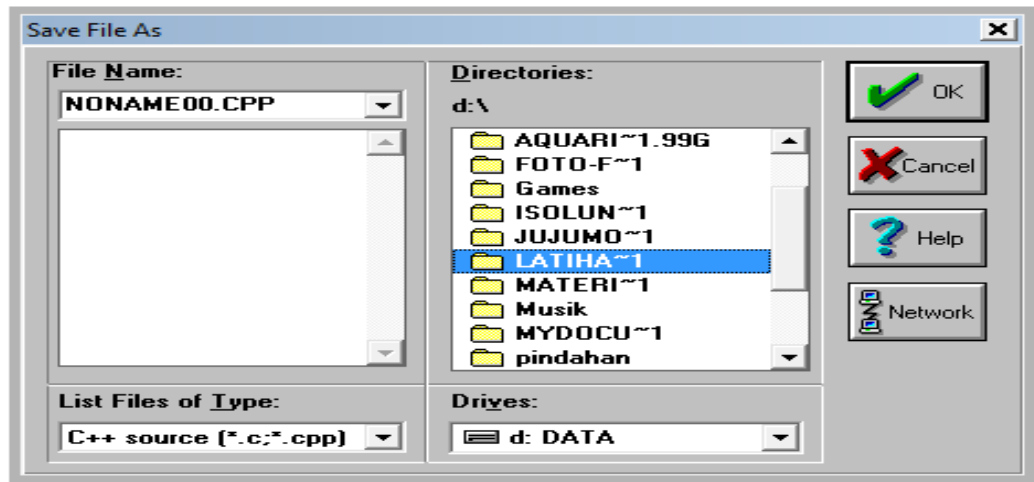 Save File As
File Name:
NONAME00.CPP
Directories:
d:\
AQUARI~1.99G
FOTO-F~1
Games
ISOLUN~1
JUJUMO~1
LATIHA~1
MATERI~1
Musik
MYDOCU~1
pindahan
List Files of Type:
C++ source (*.c;*.cpp)
Drives:
d: DATA
OK
Cancel
Help
Network